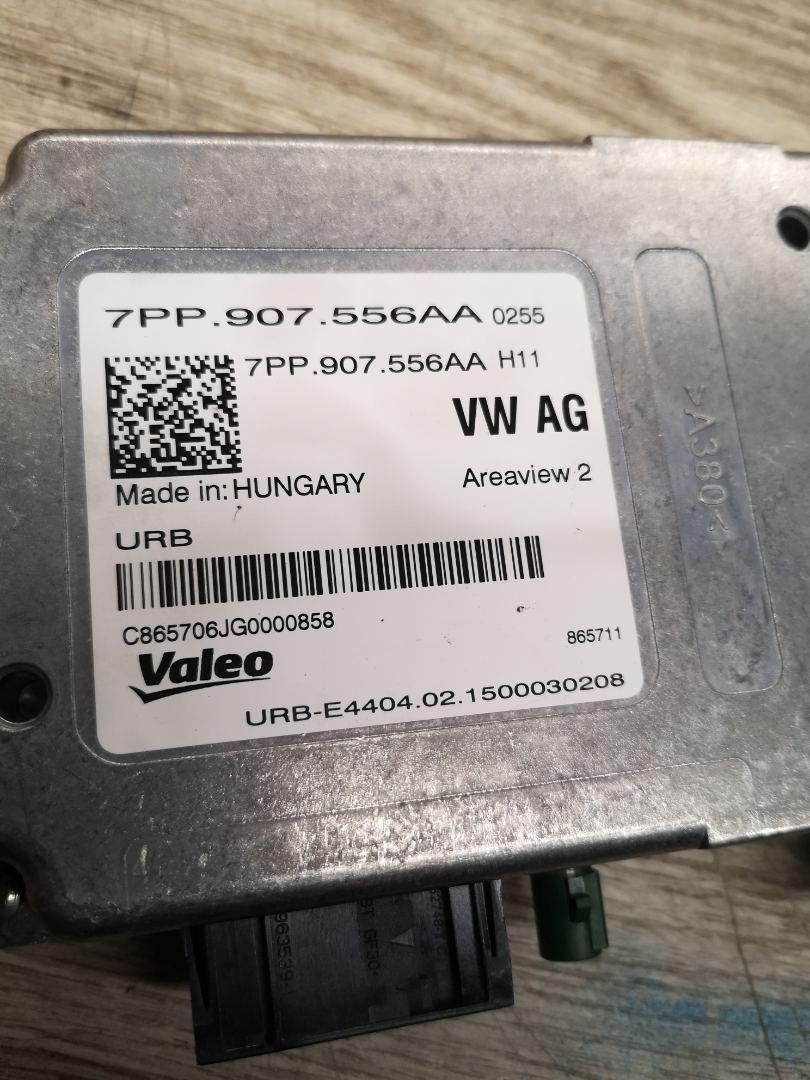 7PP.907.556AA 0255
7PP.907.556AA H11
VW AG
Made in: HUNGARY
Areaview 2
URB
C865706JG0000858
865711
Valeo
URB-E4404.02.1500030208
>A380<